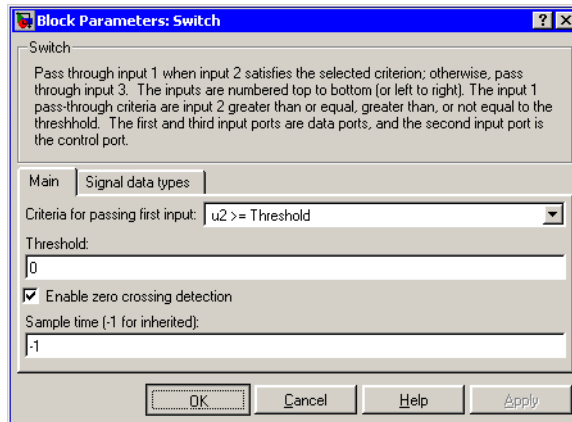 Block Parameters: Switch
Switch
Pass through input 1 when input 2 satisfies the selected criterion; otherwise, pass
through input 3. The inputs are numbered top to bottom (or left to right). The input 1
pass-through criteria are input 2 greater than or equal, greater than, or not equal to the
threshhold. The first and third input ports are data ports, and the second input port is
the control port.
Main Signal data types
Criteria for passing first input: u2 >= Threshold
Threshold:
0
Enable zero crossing detection
Sample time (-1 for inherited):
-1
OK Cancel Help Apply